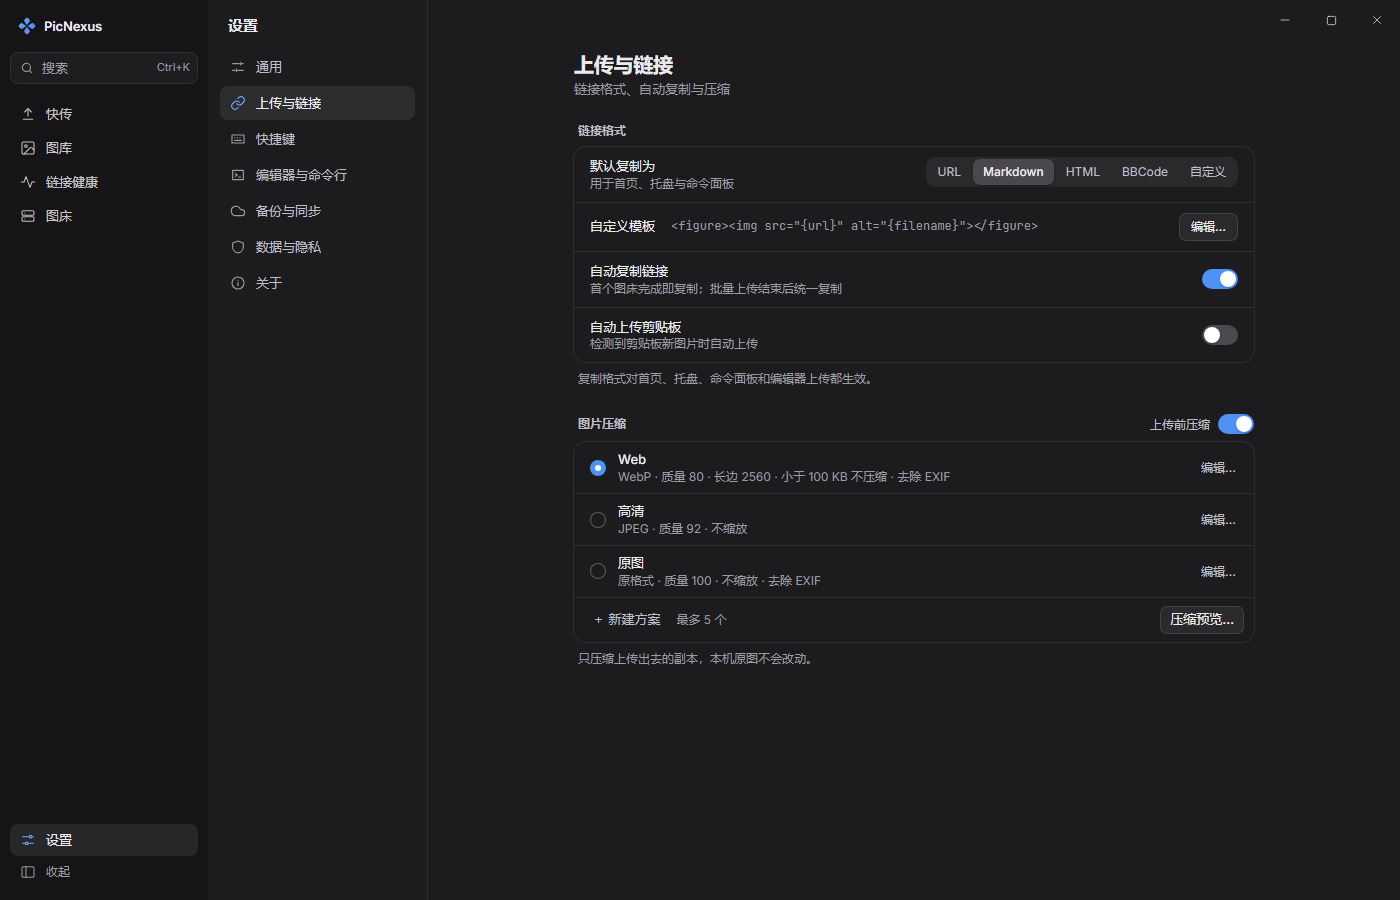 PicNexus
搜索 Ctrl+K
快传
图库
链接健康
图床
设置
收起
设置
通用
上传与链接
快捷键
编辑器与命令行
备份与同步
数据与隐私
关于
上传与链接
链接格式、自动复制与压缩
链接格式
默认复制为
用于首页、托盘与命令面板
URL Markdown HTML BBCode 自定义
自定义模板 <figure><img src="{url}" alt="{filename}"></figure> 编辑...
自动复制链接
首个图床完成即复制；批量上传结束后统一复制
自动上传剪贴板
检测到剪贴板新图片时自动上传
复制格式对首页、托盘、命令面板和编辑器上传都生效。
图片压缩 上传前压缩
Web
WebP · 质量 80 · 长边 2560 · 小于 100 KB 不压缩 · 去除 EXIF
编辑...
高清
JPEG · 质量 92 · 不缩放
编辑...
原图
原格式 · 质量 100 · 不缩放 · 去除 EXIF
编辑...
+ 新建方案 最多 5 个 压缩预览...
只压缩上传出去的副本，本机原图不会改动。